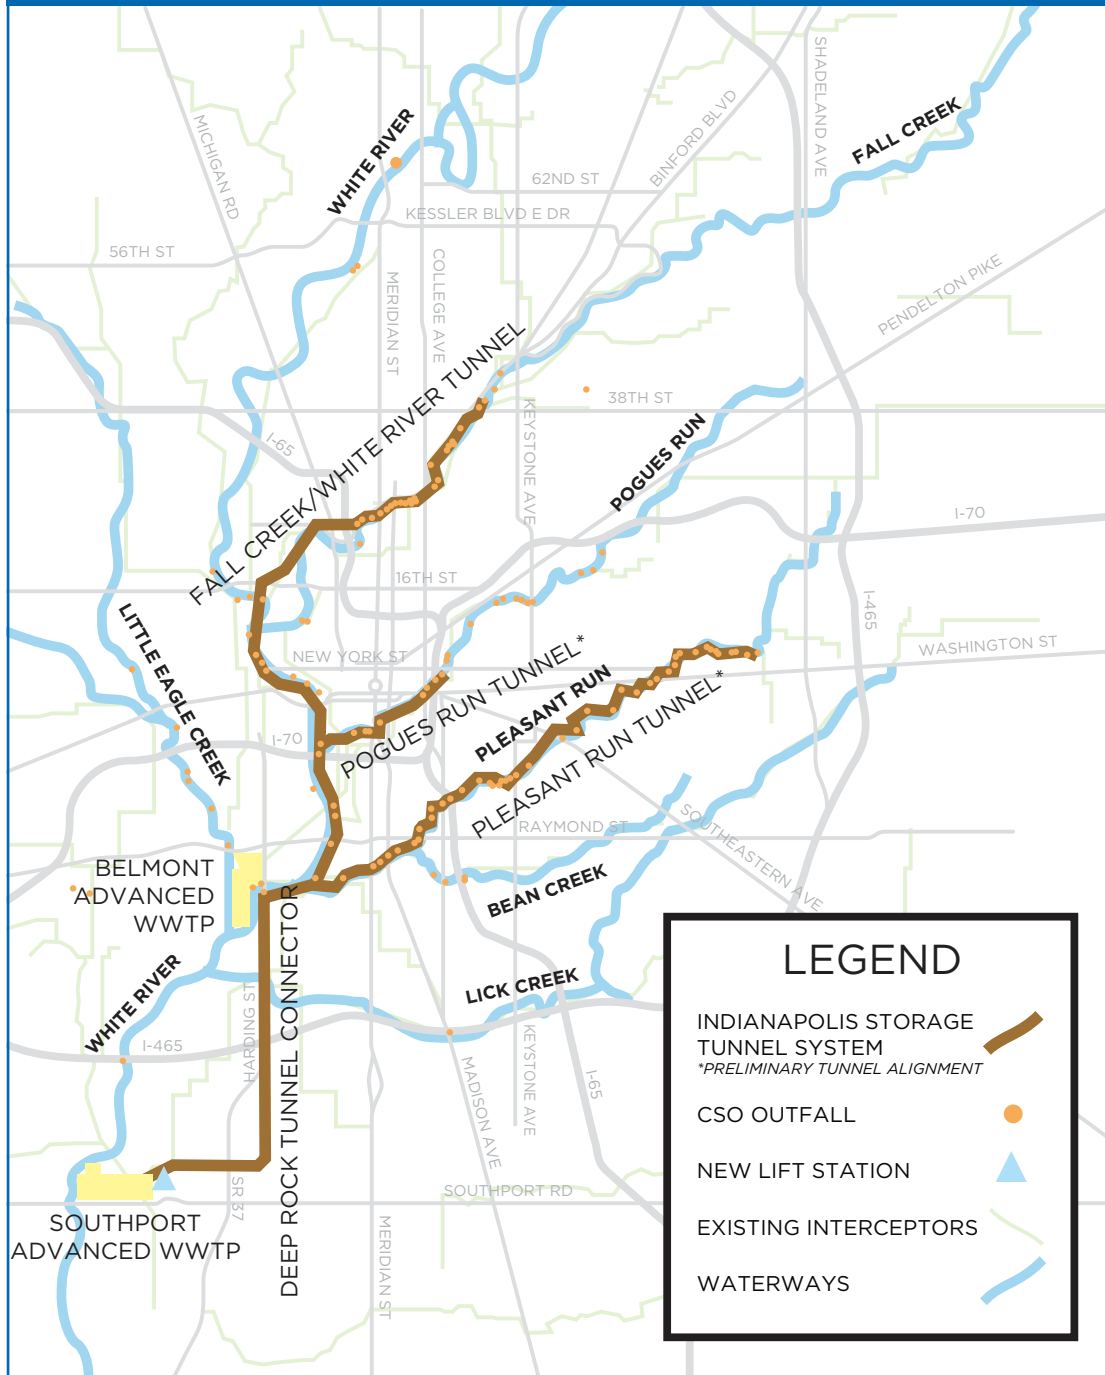 SHADELAND AVE
FALL CREEK
BINFORD BLVD
WHITE RIVER
MICHIGAN RD
62ND ST
KESSLER BLVD E DR
56TH ST
MERIDIAN ST
COLLEGE AVE
PENDELTON PIKE
FALL CREEK/WHITE RIVER TUNNEL
38TH ST
KEYSTONE AVE
I-65
POGUES RUN
I-70
16TH ST
LITTLE EAGLE CREEK
I-465
WASHINGTON ST
NEW YORK ST
POGUES RUN TUNNEL*
PLEASANT RUN
PLEASANT RUN TUNNEL*
I-70
RAYMOND ST
SOUTHEASTERN AVE
BELMONT
ADVANCED
WWTP
BEAN CREEK
DEEP ROCK TUNNEL CONNECTOR
WHITE RIVER
LICK CREEK
HARDING ST
I-465
KEYSTONE AVE
MADISON AVE
I-65
SR 37
SOUTHPORT RD
MERIDIAN ST
SOUTHPORT
ADVANCED WWTP
LEGEND
INDIANAPOLIS STORAGE
TUNNEL SYSTEM
*PRELIMINARY TUNNEL ALIGNMENT
CSO OUTFALL
NEW LIFT STATION
EXISTING INTERCEPTORS
WATERWAYS